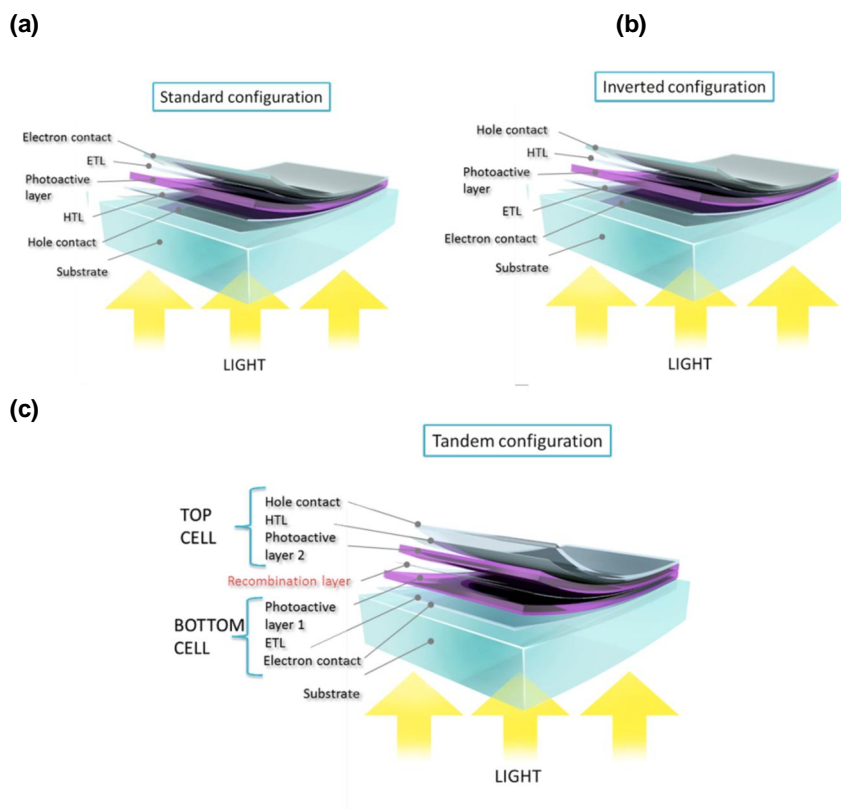 (a)
Standard configuration
Electron contact
ETL
Photoactive
layer
HTL
Hole contact
Substrate
LIGHT
(b)
Inverted configuration
Hole contact
HTL
Photoactive
layer
ETL
Electron contact
Substrate
LIGHT
(c)
Tandem configuration
TOP
CELL
Hole contact
HTL
Photoactive
layer 2
Recombination layer
BOTTOM
CELL
Photoactive
layer 1
ETL
Electron contact
Substrate
LIGHT